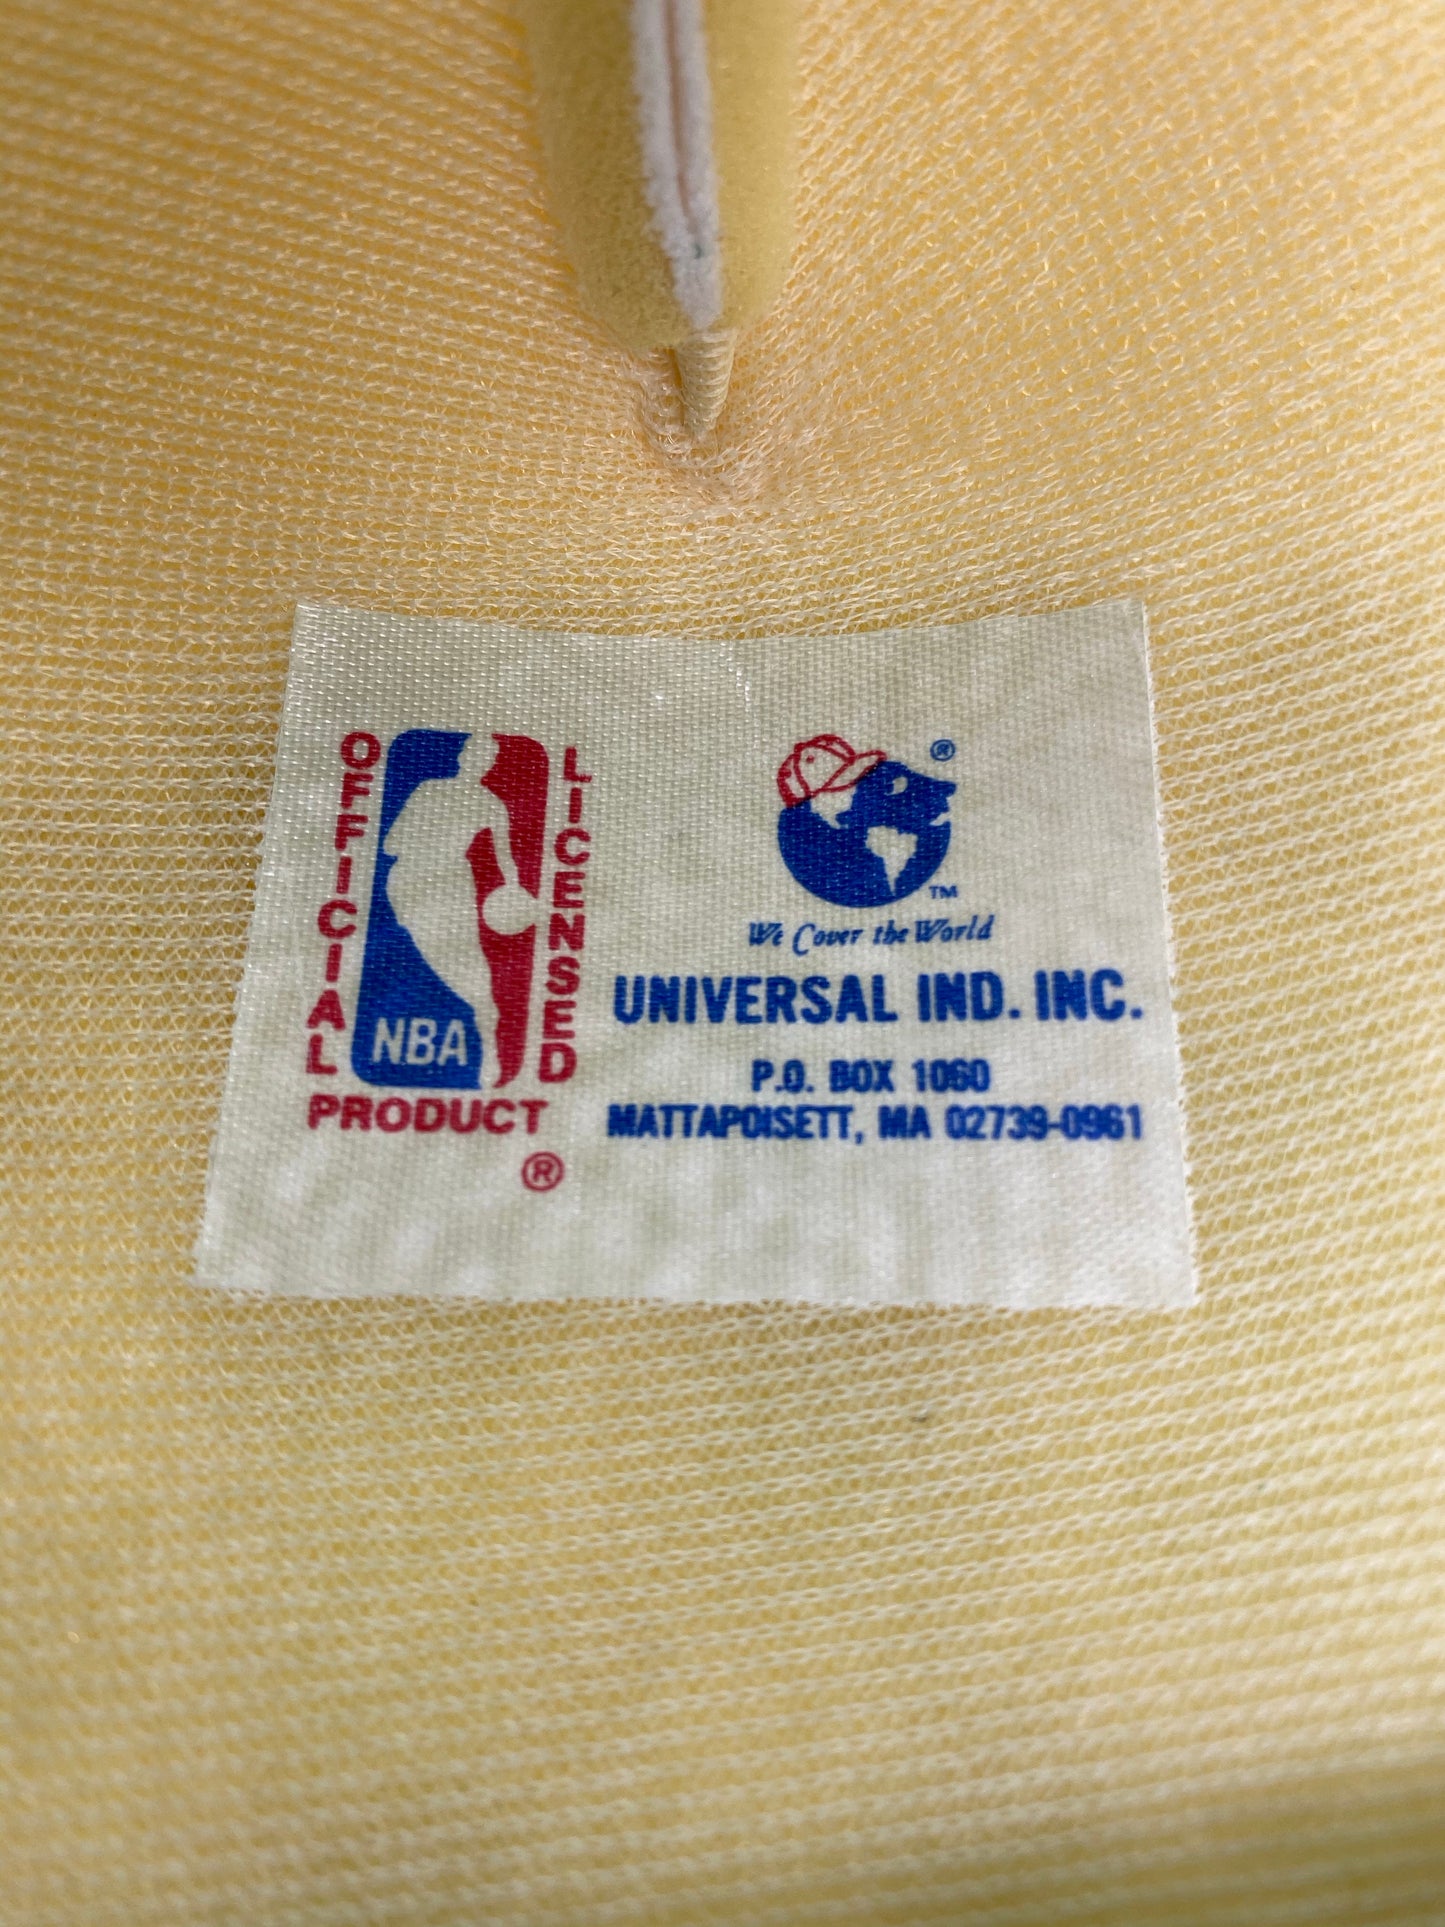 OFFICIAL
LICENSED
NBA
PRODUCT
®
®
TM
We Cover the World
UNIVERSAL IND. INC.
P.O. BOX 1060
MATTAPOISETT, MA 02739-0961